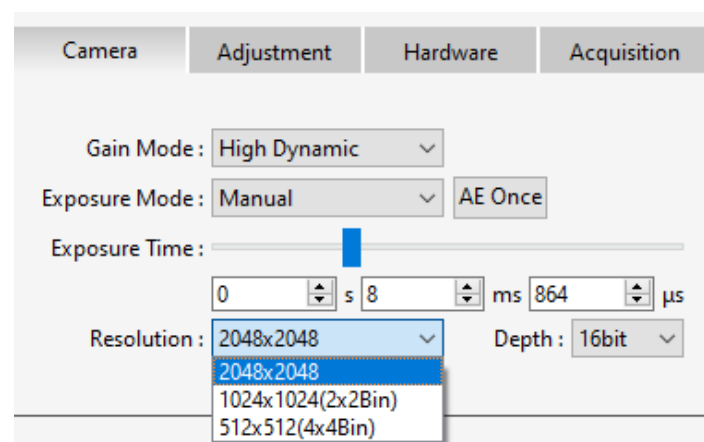 Camera Adjustment Hardware Acquisition
Gain Mode : High Dynamic
Exposure Mode : Manual AE Once
Exposure Time :
0 s 8 ms 864 µs
Resolution : 2048x2048 Depth : 16bit
2048x2048
1024x1024(2x2Bin)
512x512(4x4Bin)